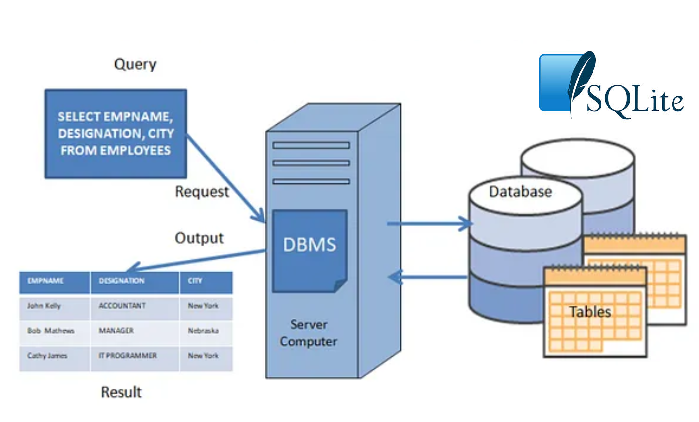 Query
SQLite
SELECT EMPNAME,
DESIGNATION, CITY
FROM EMPLOYEES
Request
Database
Output
DBMS
EMPNAME DESIGNATION CITY
John Kelly ACCOUNTANT New York
Bob Mathews MANAGER Nebraska
Cathy James IT PROGRAMMER New York
Tables
Server
Computer
Result